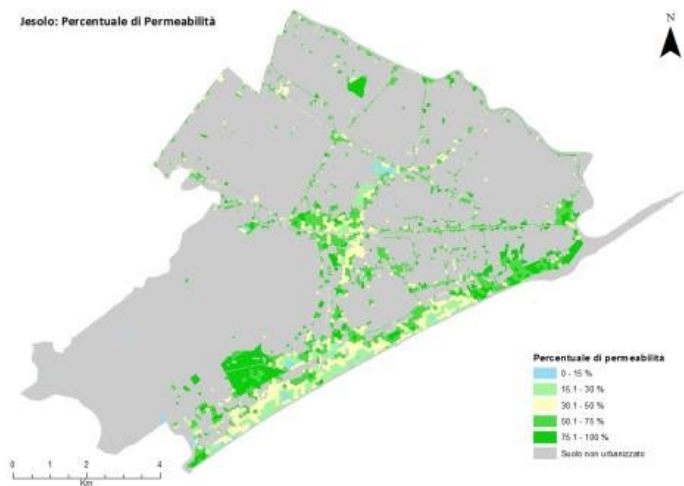 Jesolo: Percentuale di Permeabilità
N
Percentuale di permeabilità
0 - 15 %
15.1 - 30 %
30.1 - 50 %
50.1 - 75 %
75.1 - 100 %
Suolo non urbanizzato
0 1 2 4
Km